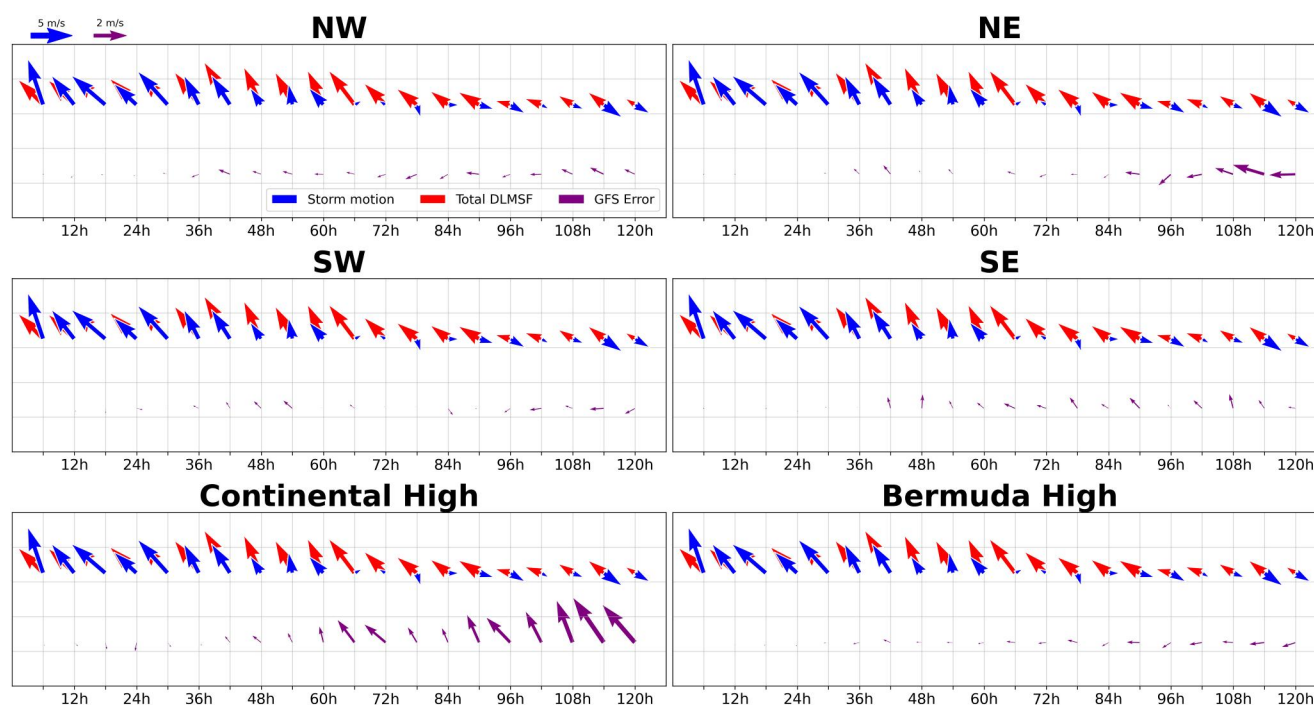 5 m/s 2 m/s
NW
NE
Storm motion Total DLMSF GFS Error
12h 24h 36h 48h 60h 72h 84h 96h 108h 120h
12h 24h 36h 48h 60h 72h 84h 96h 108h 120h
SW
SE
12h 24h 36h 48h 60h 72h 84h 96h 108h 120h
12h 24h 36h 48h 60h 72h 84h 96h 108h 120h
Continental High
Bermuda High
12h 24h 36h 48h 60h 72h 84h 96h 108h 120h
12h 24h 36h 48h 60h 72h 84h 96h 108h 120h